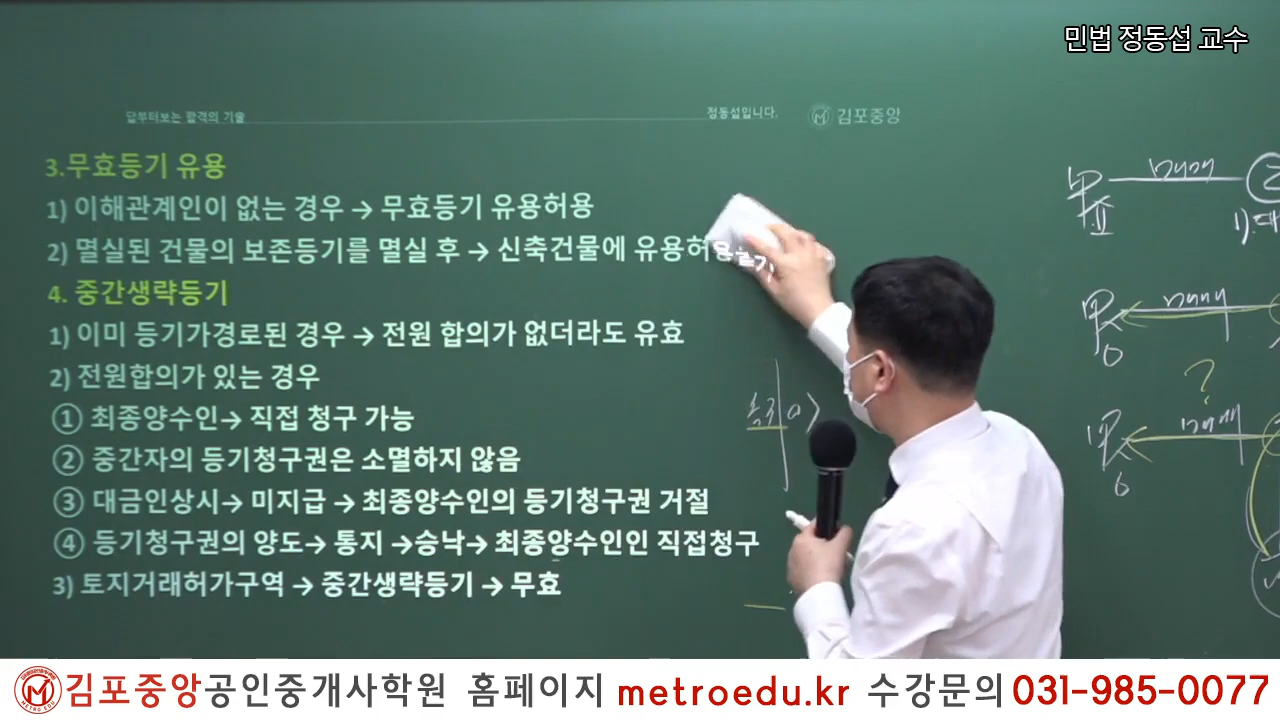 민법 정동섭 교수
답부터보는 합격의 기술
정동섭입니다.
김포중앙
3.무효등기 유용
1) 이해관계인이 없는 경우 → 무효등기 유용허용
2) 멸실된 건물의 보존등기를 멸실 후 → 신축건물에 유용허용
4. 중간생략등기
1) 이미 등기가경로된 경우 → 전원 합의가 없더라도 유효
2) 전원합의가 있는 경우
① 최종양수인→ 직접 청구 가능
② 중간자의 등기청구권은 소멸하지 않음
③ 대금인상시→ 미지급 → 최종양수인의 등기청구권 거절
④ 등기청구권의 양도→ 통지 →승낙→ 최종양수인인 직접청구
3) 토지거래허가구역 → 중간생략등기 → 무효
?
김포중앙공인중개사학원 홈페이지 metroedu.kr 수강문의 031-985-0077